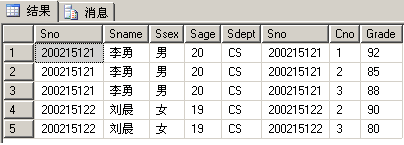 结果 消息
Sno Sname Ssex Sage Sdept Sno Cno Grade
1 200215121 李勇 男 20 CS 200215121 1 92
2 200215121 李勇 男 20 CS 200215121 2 85
3 200215121 李勇 男 20 CS 200215121 3 88
4 200215122 刘晨 女 19 CS 200215122 2 90
5 200215122 刘晨 女 19 CS 200215122 3 80